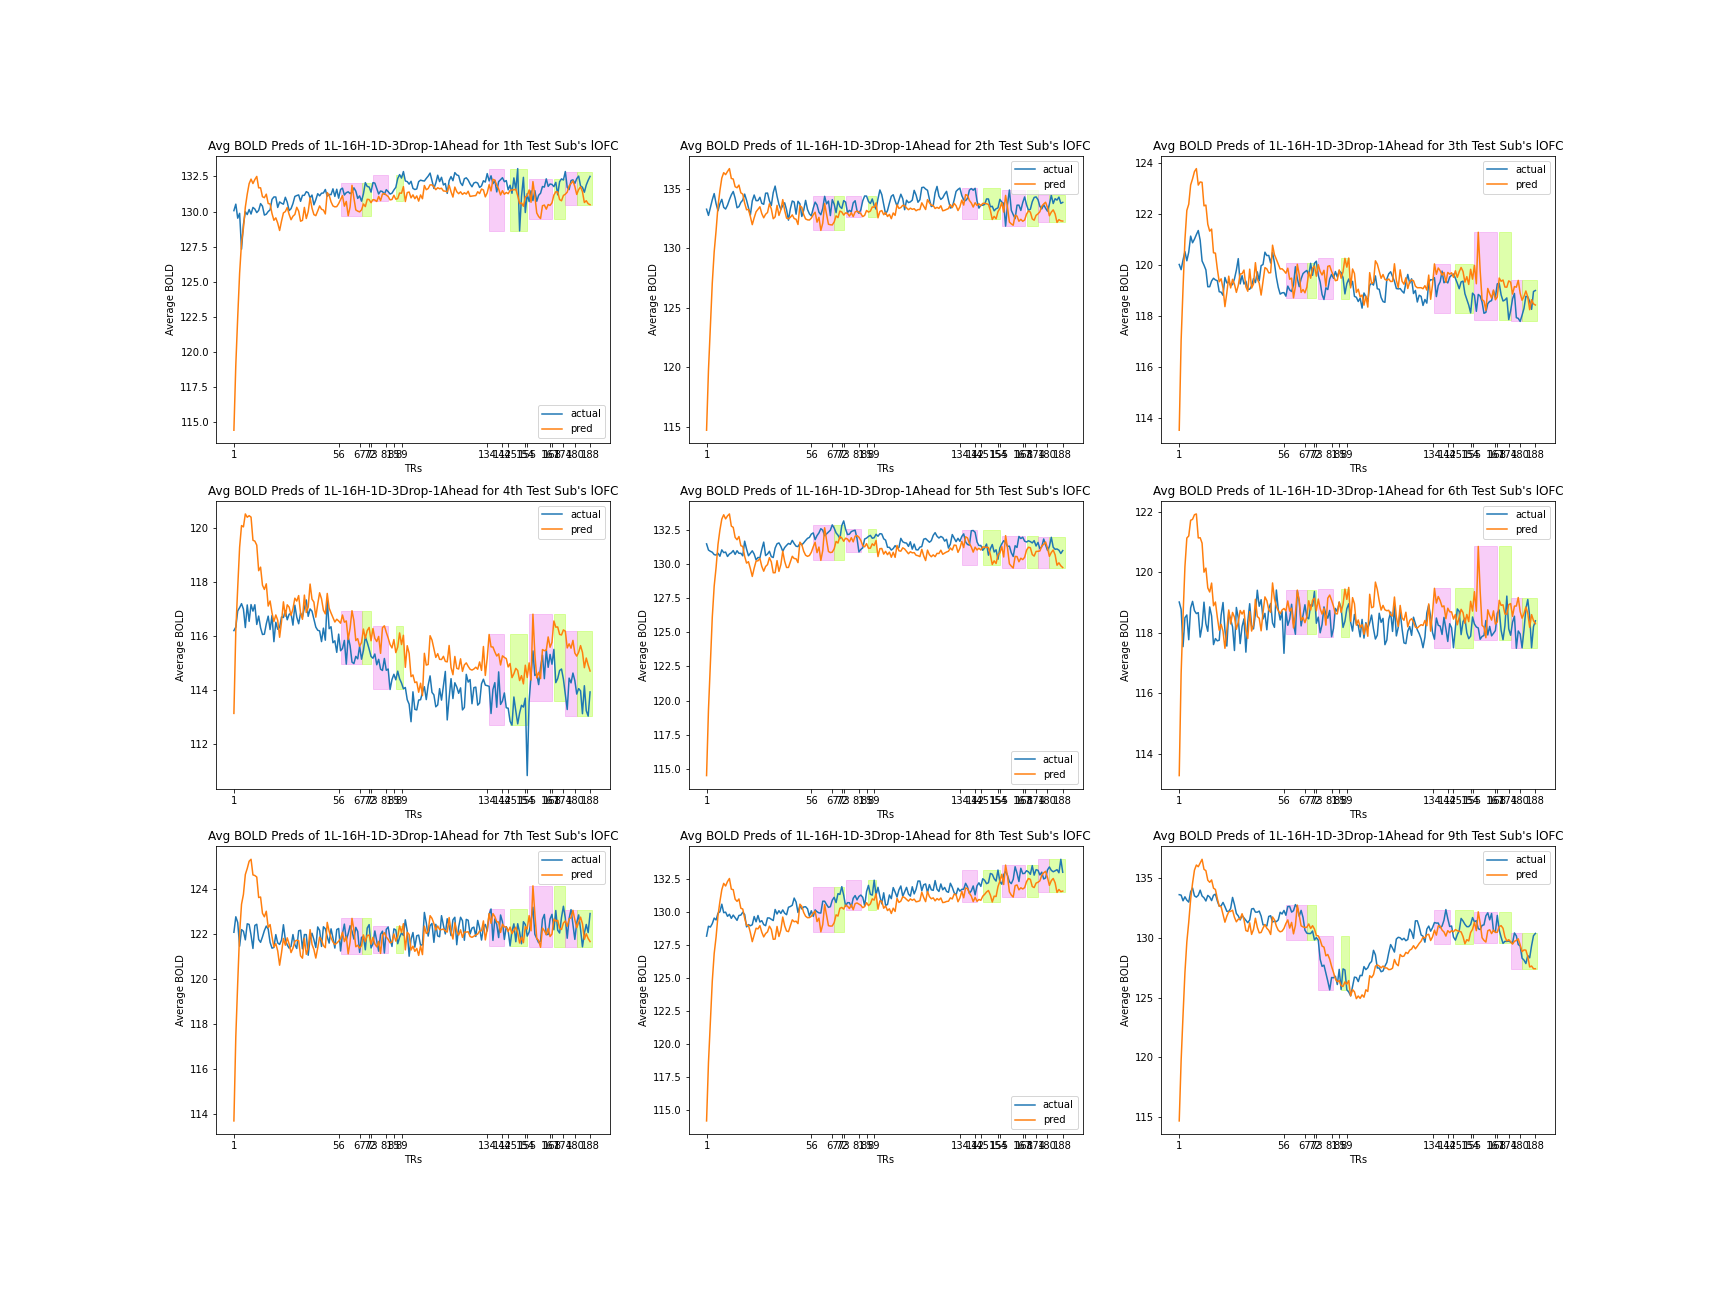 Avg BOLD Preds of 1L-16H-1D-3Drop-1Ahead for 1th Test Sub's lOFC
Avg BOLD Preds of 1L-16H-1D-3Drop-1Ahead for 2th Test Sub's lOFC
Avg BOLD Preds of 1L-16H-1D-3Drop-1Ahead for 3th Test Sub's lOFC
Average BOLD
132.5
130.0
127.5
125.0
122.5
120.0
117.5
115.0
actual
pred
1
56
134
188
TRs
Average BOLD
135
130
125
120
115
actual
pred
1
56
134
188
TRs
Average BOLD
124
122
120
118
116
114
actual
pred
1
56
134
188
TRs
Avg BOLD Preds of 1L-16H-1D-3Drop-1Ahead for 4th Test Sub's lOFC
Avg BOLD Preds of 1L-16H-1D-3Drop-1Ahead for 5th Test Sub's lOFC
Avg BOLD Preds of 1L-16H-1D-3Drop-1Ahead for 6th Test Sub's lOFC
Average BOLD
120
118
116
114
112
actual
pred
1
56
134
188
TRs
Average BOLD
132.5
130.0
127.5
125.0
122.5
120.0
117.5
115.0
actual
pred
1
56
134
188
TRs
Average BOLD
122
120
118
116
114
actual
pred
1
56
134
188
TRs
Avg BOLD Preds of 1L-16H-1D-3Drop-1Ahead for 7th Test Sub's lOFC
Avg BOLD Preds of 1L-16H-1D-3Drop-1Ahead for 8th Test Sub's lOFC
Avg BOLD Preds of 1L-16H-1D-3Drop-1Ahead for 9th Test Sub's lOFC
Average BOLD
124
122
120
118
116
114
actual
pred
1
56
134
188
TRs
Average BOLD
132.5
130.0
127.5
125.0
122.5
120.0
117.5
115.0
actual
pred
1
56
134
188
TRs
Average BOLD
135
130
125
120
115
actual
pred
1
56
134
188
TRs